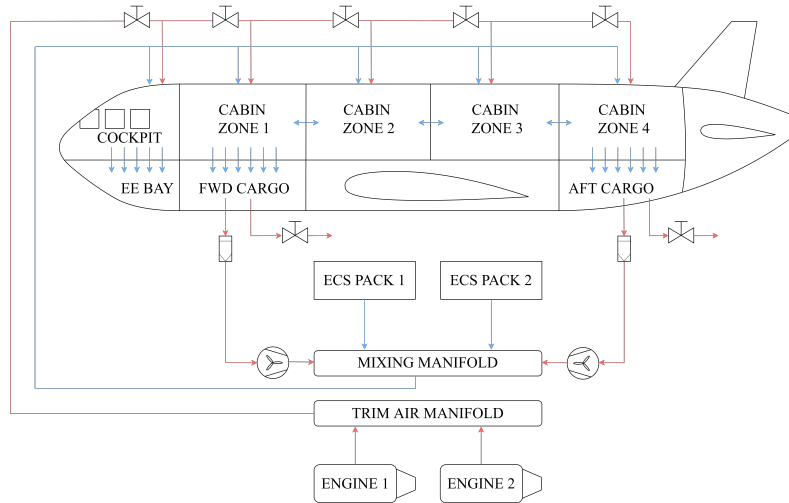 CABIN
ZONE 1
CABIN
ZONE 2
CABIN
ZONE 3
CABIN
ZONE 4
COCKPIT
EE BAY
FWD CARGO
AFT CARGO
ECS PACK 1
ECS PACK 2
MIXING MANIFOLD
TRIM AIR MANIFOLD
ENGINE 1
ENGINE 2